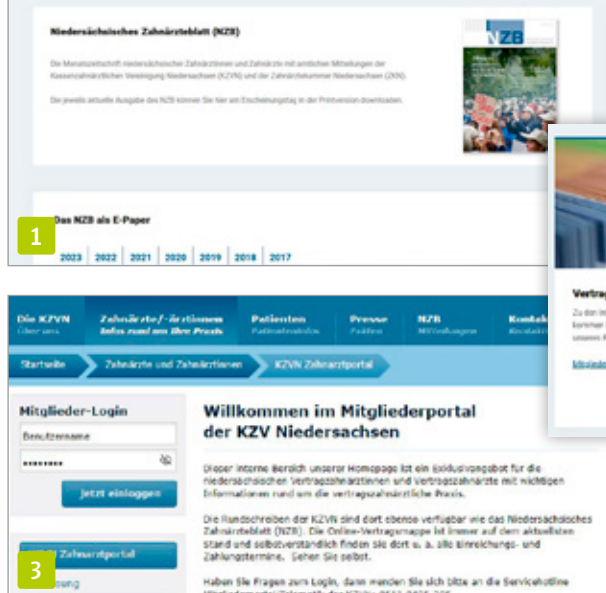 Niedersächsisches Zahnärzteblatt (NZB)
Die Monatszeitschrift niedersächsischer Zahnärztinnen und Zahnärzte mit amtlichen Mitteilungen der
Kassenzahnärztlichen Vereinigung Niedersachsen (KZVN) und der Zahnärztekammer Niedersachsen (ZKN).
Die jeweils aktuelle Ausgabe des NZB können Sie hier am Erscheinungstag in der Printversion downloaden.
NZB
Das NZB als E-Paper
1
2023 2022 2021 2020 2019 2018 2017
Vertrag
Zu den
kommen
unseres
Mitglieder
Die KZVN
Über uns
Zahnärzte/-ärztinnen
Infos rund um Ihre Praxis
Patienten
Patienteninfos
Presse
NZB
Mitteilungen
Kontak
Kontakt
Startseite
Zahnärzte und Zahnärztinnen
KZVN Zahnarztportal
Mitglieder-Login
Benutzername
Jetzt einloggen
Zahnarztportal
3
Willkommen im Mitgliederportal
der KZV Niedersachsen
Dieser interne Bereich unserer Homepage ist ein Exklusivangebot für die
niedersächsischen Vertragszahnärztinnen und Vertragszahnärzte mit wichtigen
Informationen rund um die vertragszahnärztliche Praxis.
Die Rundschreiben der KZVN sind dort ebenso verfügbar wie das Niedersächsisches
Zahnärzteblatt (NZB). Die Online-Vertragsmappe ist immer auf dem aktuellsten
Stand und selbstverständlich finden Sie dort u. a. alle Einreichungs- und
Zahlungstermine. Sehen Sie selbst.
Haben Sie Fragen zum Login, dann wenden Sie sich bitte an die Servicehotline